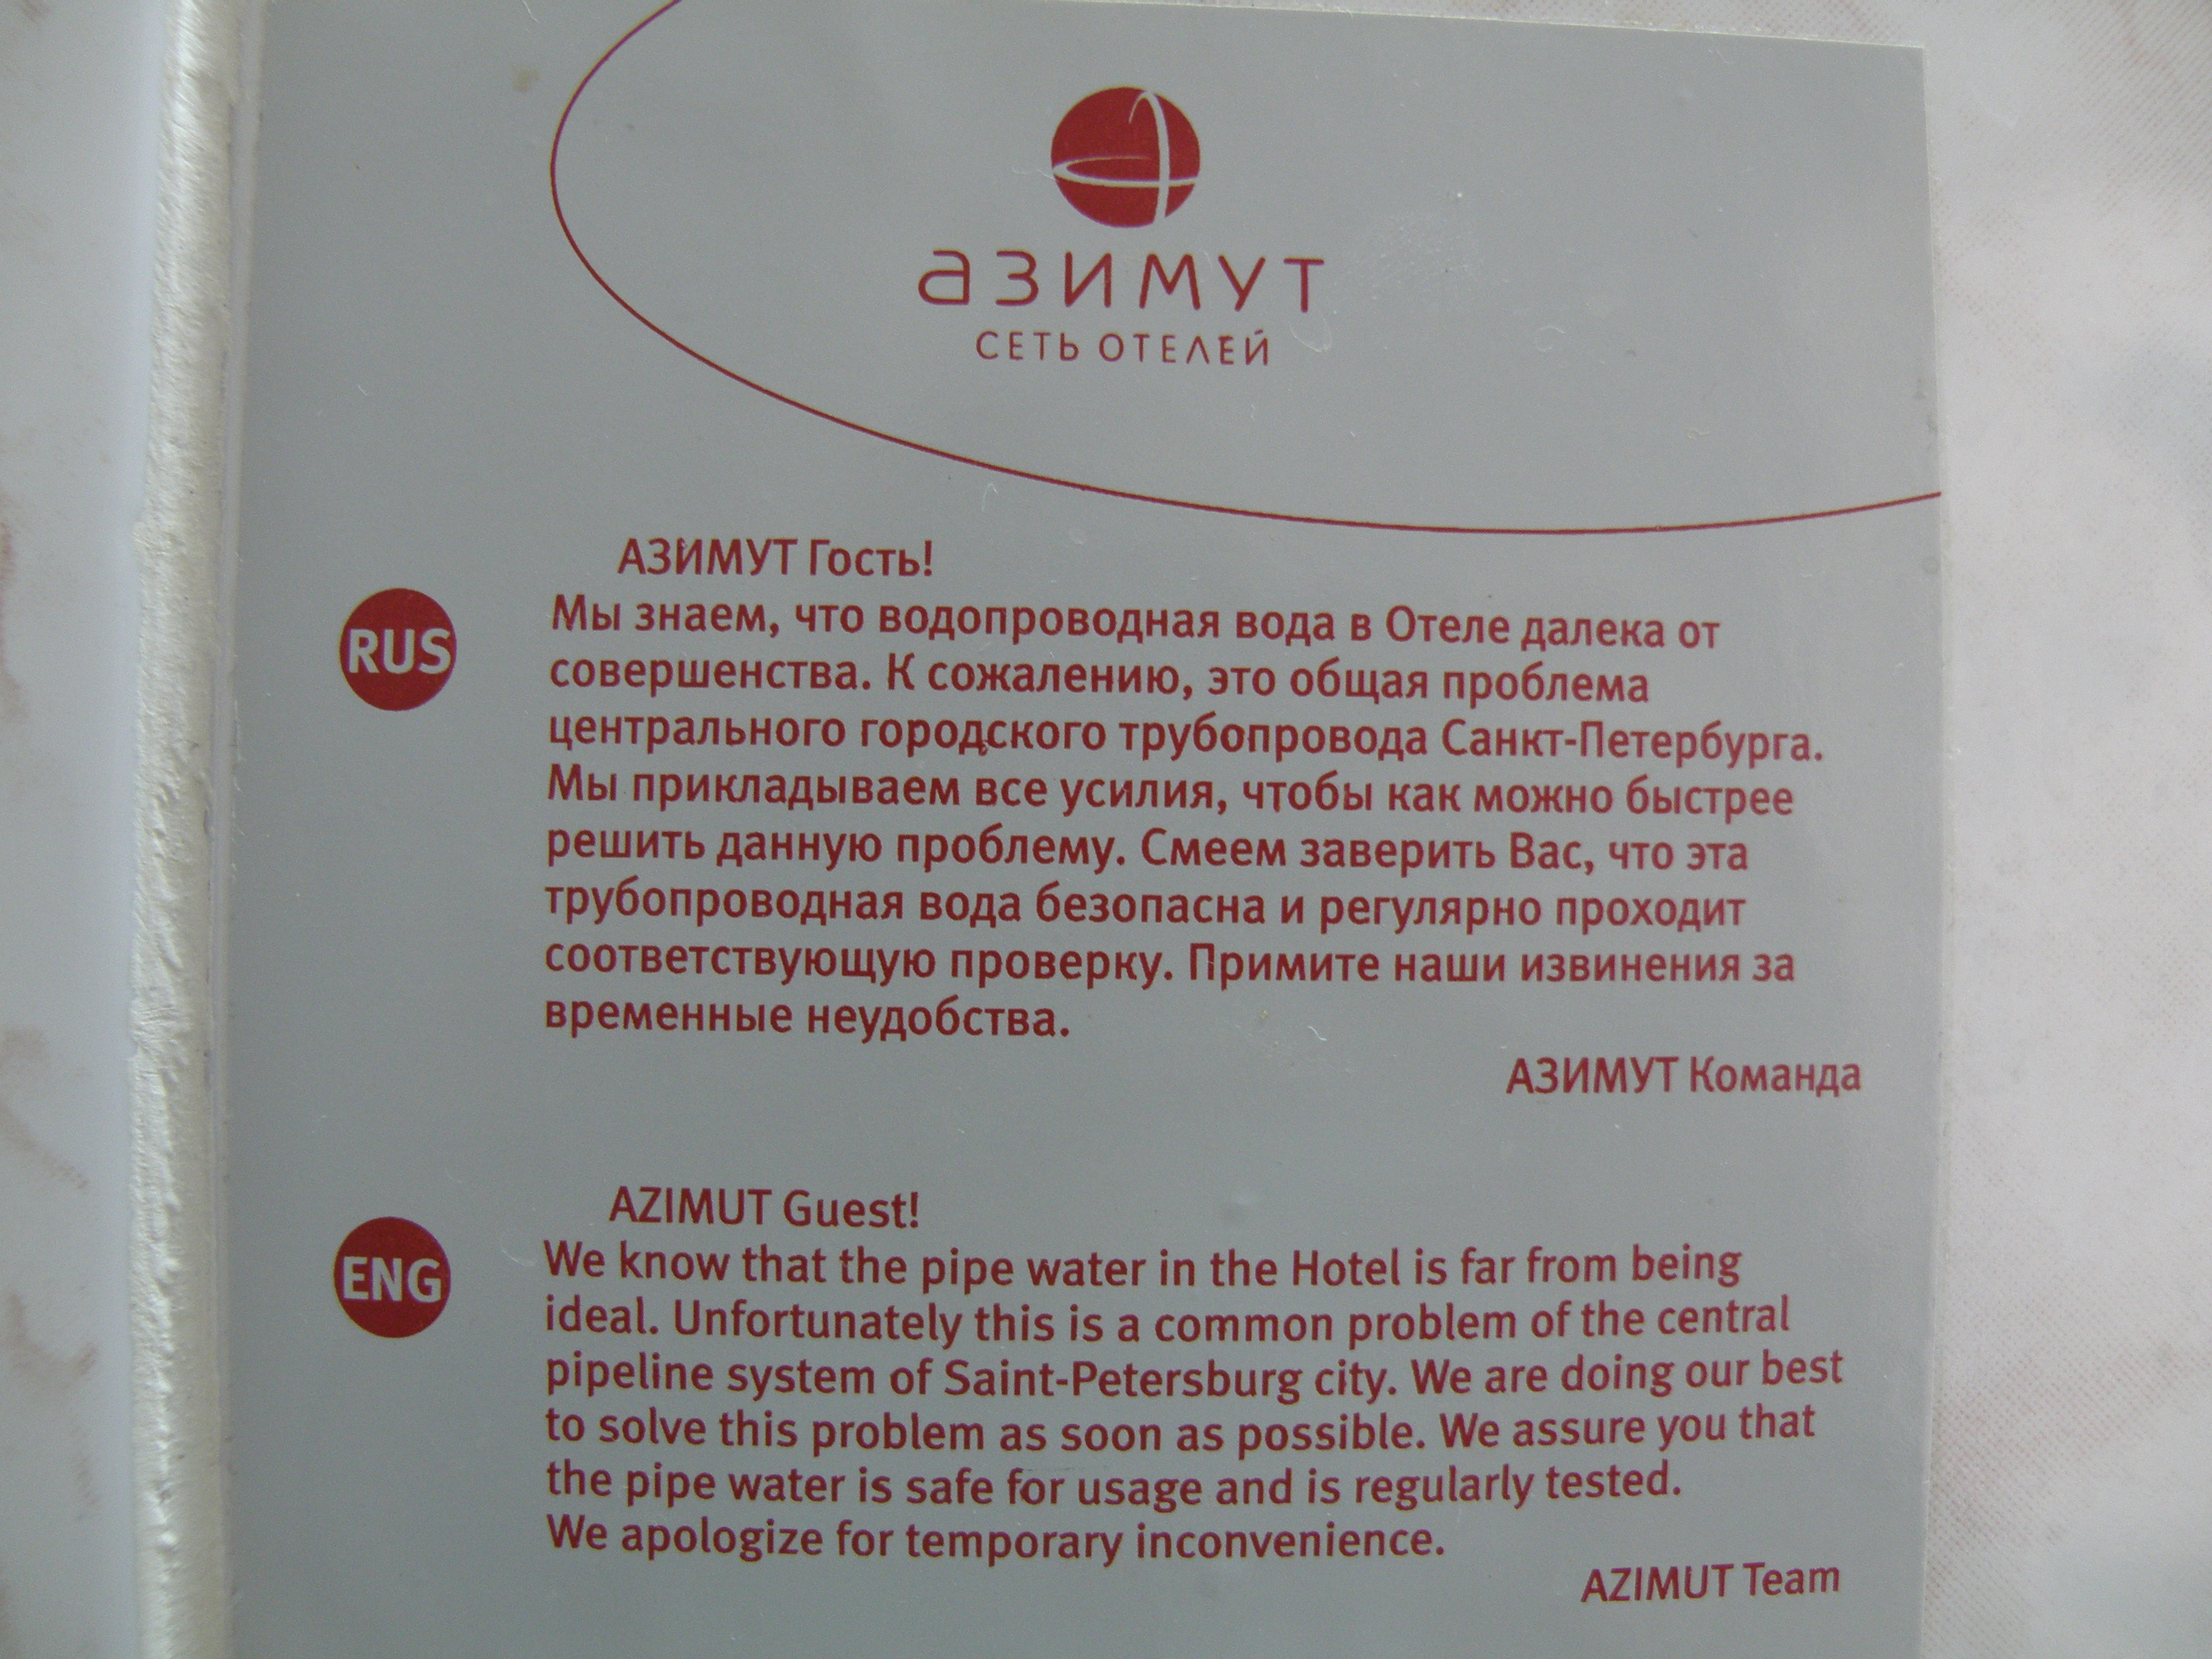 азимут
СЕТЬ ОТЕЛЕЙ
АЗИМУТ Гость!
RUS
Мы знаем, что водопроводная вода в Отеле далека от
совершенства. К сожалению, это общая проблема
центрального городского трубопровода Санкт-Петербурга.
Мы прикладываем все усилия, чтобы как можно быстрее
решить данную проблему. Смеем заверить Вас, что эта
трубопроводная вода безопасна и регулярно проходит
соответствующую проверку. Примите наши извинения за
временные неудобства.
АЗИМУТ Команда
AZIMUT Guest!
ENG
We know that the pipe water in the Hotel is far from being
ideal. Unfortunately this is a common problem of the central
pipeline system of Saint-Petersburg city. We are doing our best
to solve this problem as soon as possible. We assure you that
the pipe water is safe for usage and is regularly tested.
We apologize for temporary inconvenience.
AZIMUT Team